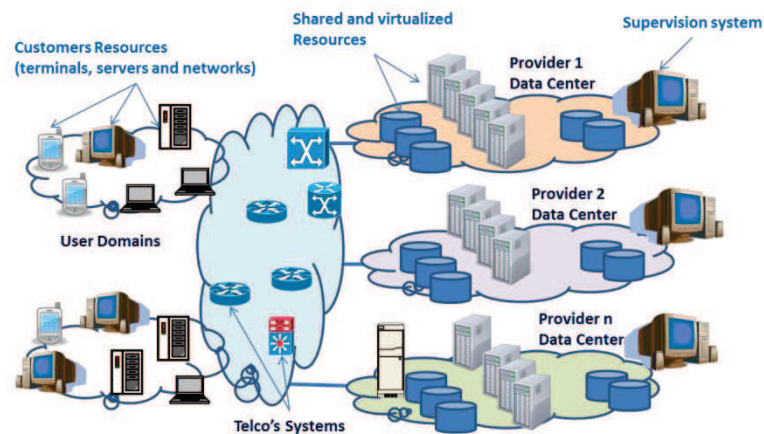 Shared and virtualized
Resources
Supervision system
Customers Resources
(terminals, servers and networks)
Provider 1
Data Center
Provider 2
Data Center
User Domains
Provider n
Data Center
Telco's Systems